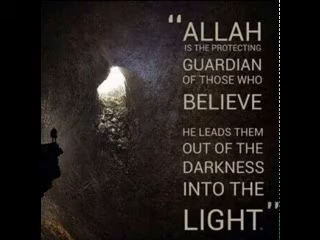 “ALLAH
IS THE PROTECTING
GUARDIAN
OF THOSE WHO
BELIEVE
HE LEADS THEM
OUT OF THE
DARKNESS
INTO THE
LIGHT.”